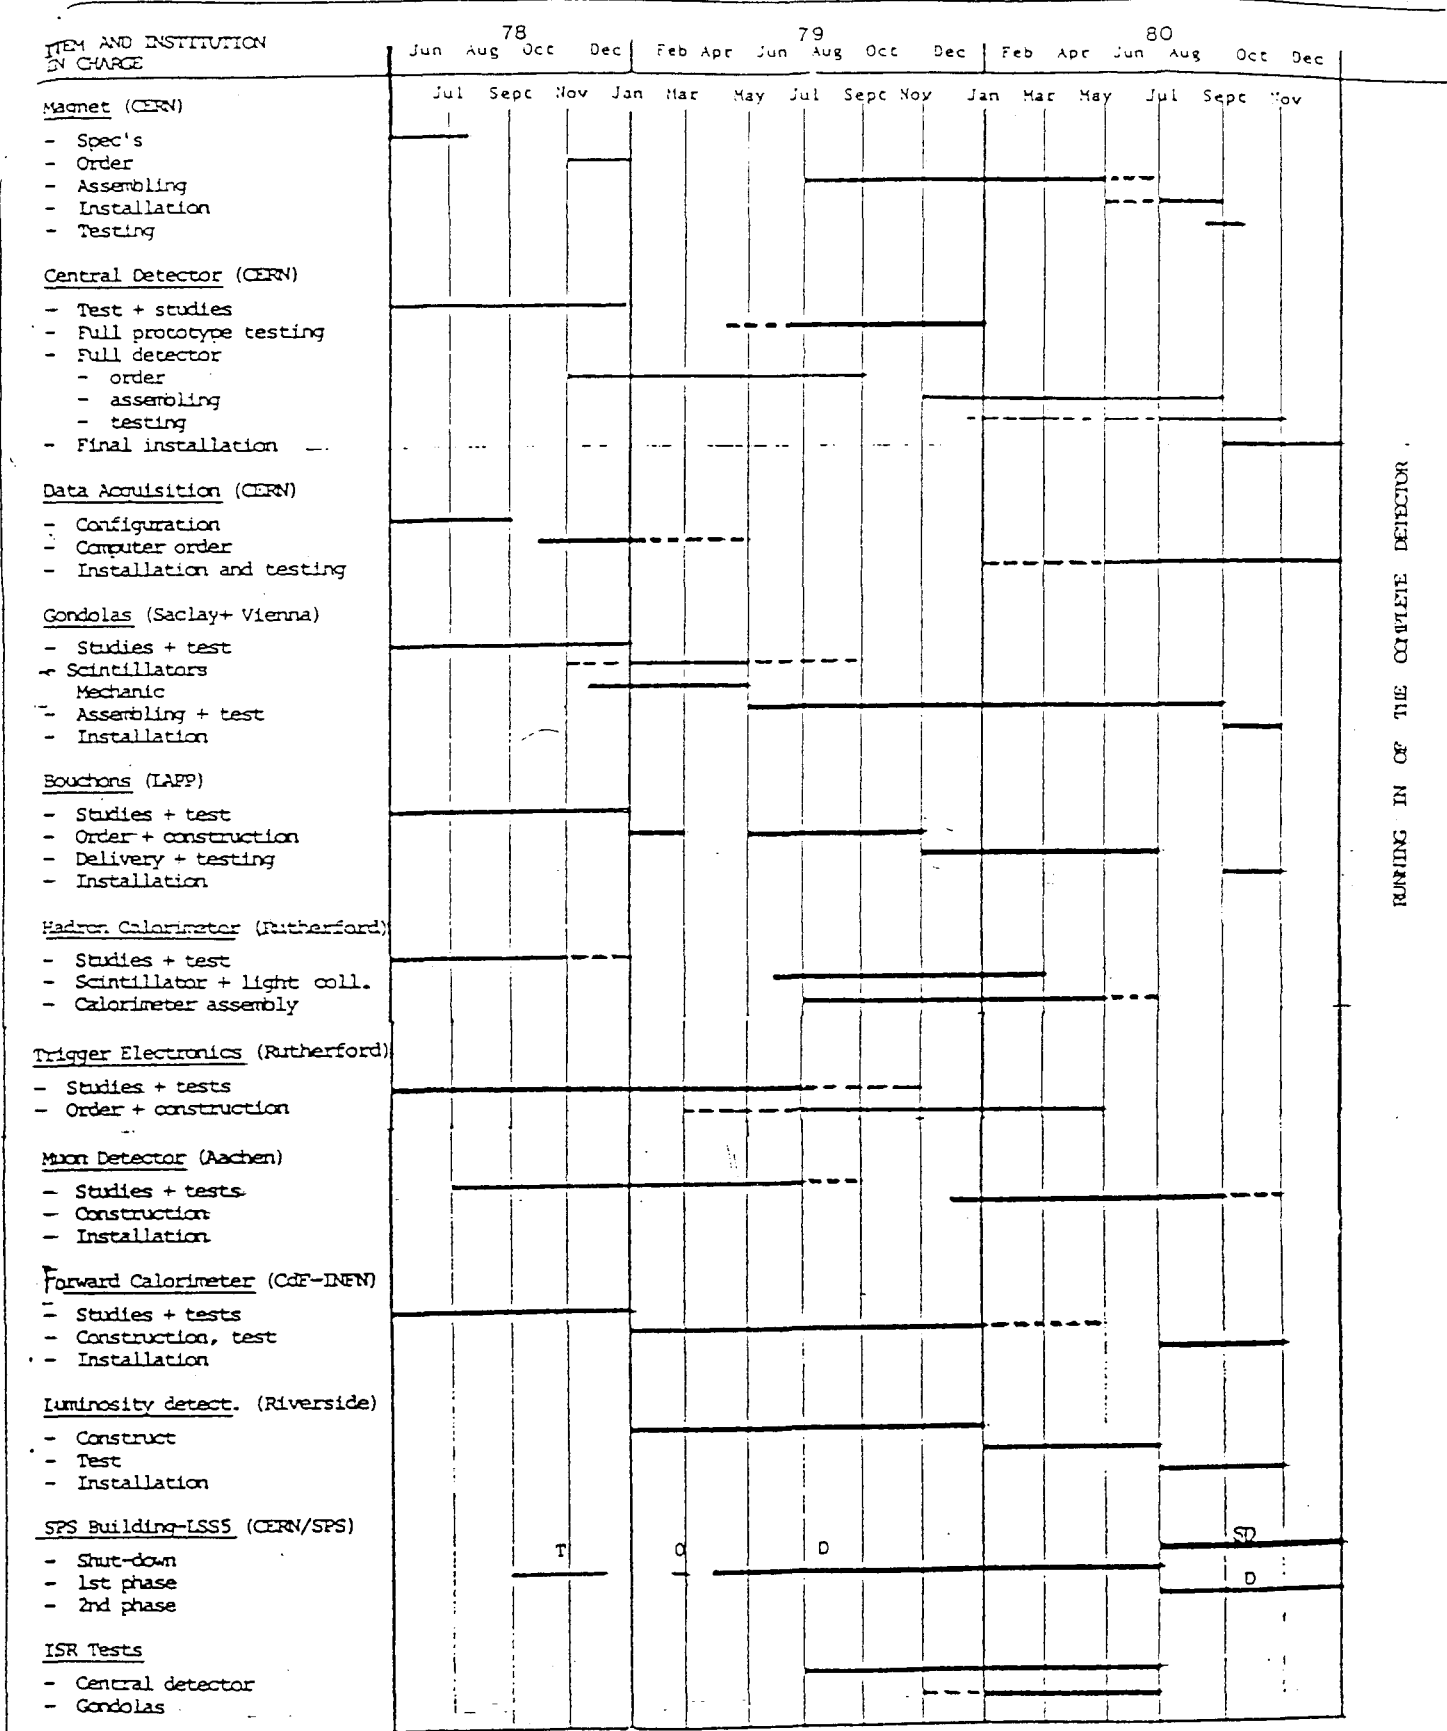 78 79 80
ITEM AND INSTITUTION
IN CHARGE
Jun Aug Oct Dec Feb Apr Jun Aug Oct Dec Feb Apr Jun Aug Oct Dec
Jul Sept Nov Jan Mar May Jul Sept Nov Jan Mar May Jul Sept Nov
Magnet (CERN)
- Spec's
- Order
- Assembling
- Installation
- Testing
Central Detector (CERN)
- Test + studies
- Full prototype testing
- Full detector
- order
- assembling
- testing
- Final installation
Data Acquisition (CERN)
- Configuration
- Computer order
- Installation and testing
Gondolas (Saclay+ Vienna)
- Studies + test
- Scintillators
Mechanic
- Assembling + test
- Installation
Bouchons (LAPP)
- Studies + test
- Order + construction
- Delivery + testing
- Installation
Hadron Calorimeter (Rutherford)
- Studies + test
- Scintillator + light coll.
- Calorimeter assembly
Trigger Electronics (Rutherford)
- Studies + tests
- Order + construction
Muon Detector (Aachen)
- Studies + tests
- Construction
- Installation
Forward Calorimeter (CdF-INFN)
- Studies + tests
- Construction, test
- Installation
Luminosity detect. (Riverside)
- Construct
- Test
- Installation
SPS Building-LSS5 (CERN/SPS)
SD
- Shut-down
T O D
- 1st phase
D
- 2nd phase
ISR Tests
- Central detector
- Gondolas
RUNNING IN OF THE COMPLETE DETECTOR